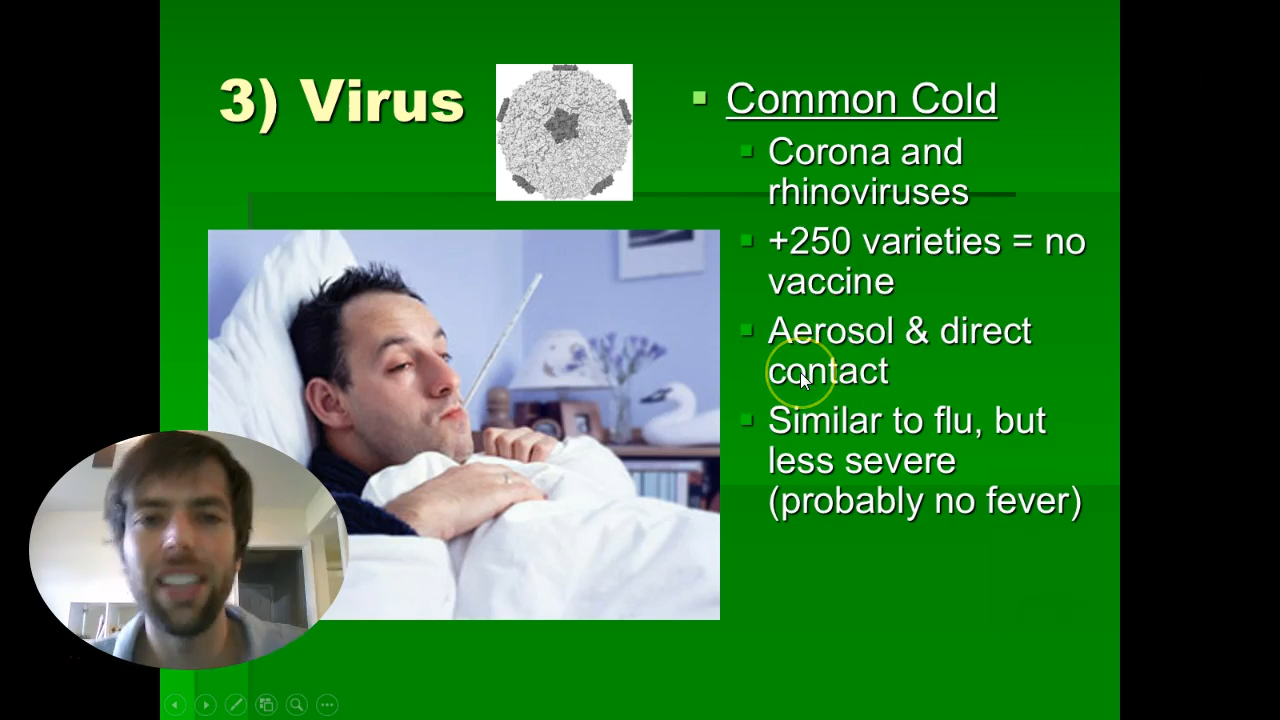 3) Virus
Common Cold
Corona and
rhinoviruses
+250 varieties = no
vaccine
Aerosol & direct
contact
Similar to flu, but
less severe
(probably no fever)